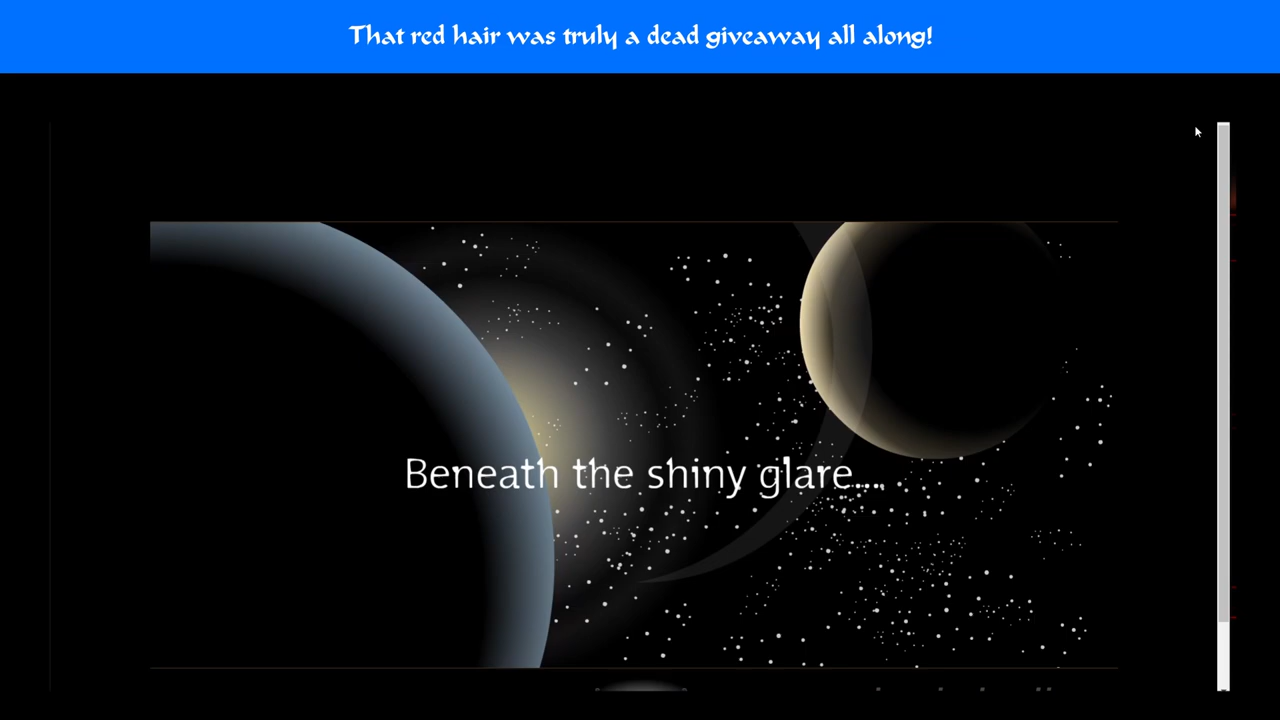 That red hair was truly a dead giveaway all along!
Beneath the shiny glare....